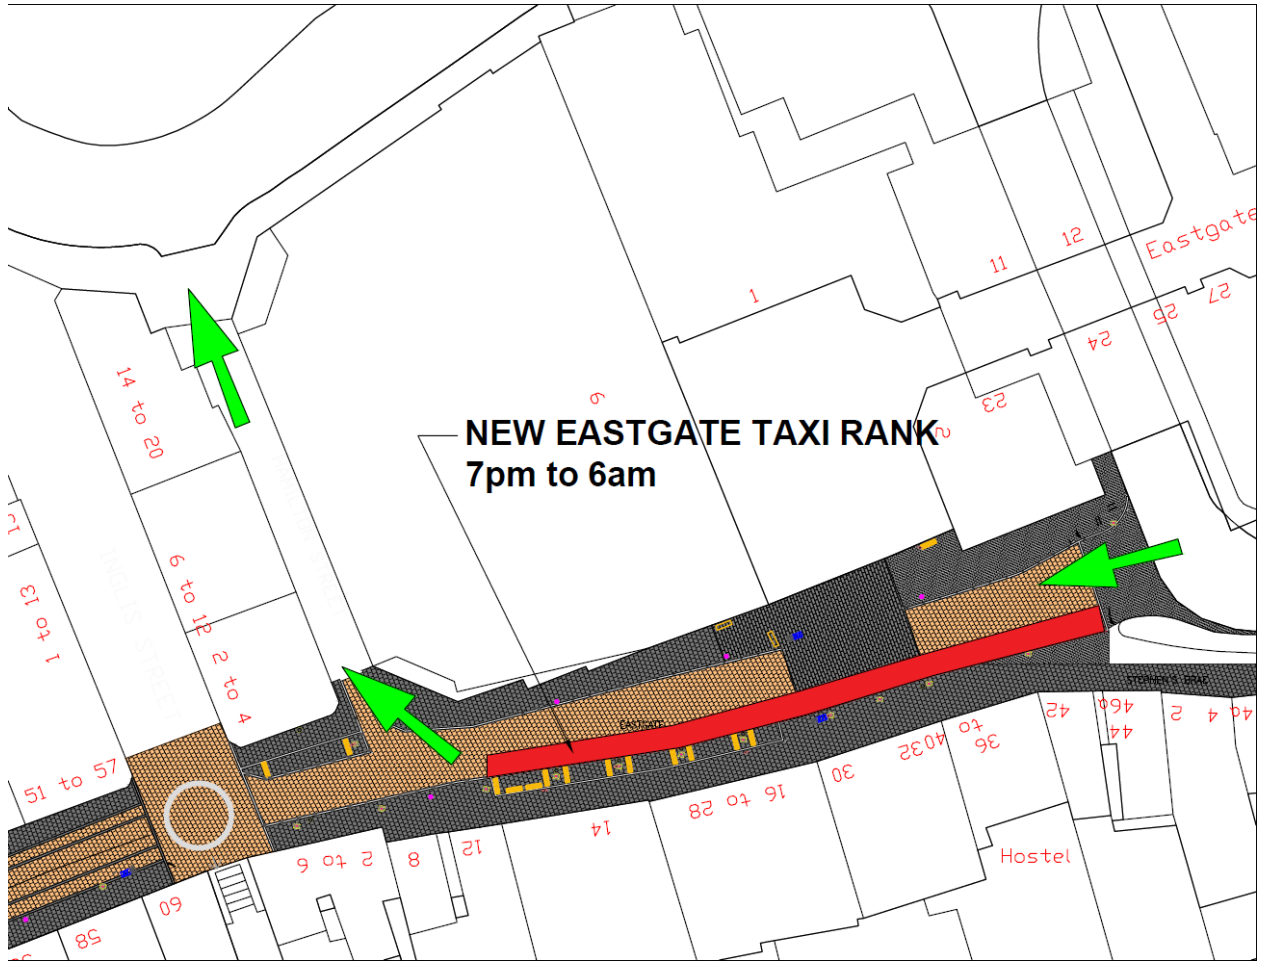 Eastgate
12
11
1
27
25
24
23
2
6
14 to 20
NEW EASTGATE TAXI RANK
7pm to 6am
HAMILTON STREET
INGLIS STREET
6 to 12
1 to 13
2 to 4
STEPHEN'S BRAE
EASTGATE
51 to 57
42
46a
44
2
4
36 to 40
32
30
16 to 28
14
12
8
2 to 6
Hostel
60
58